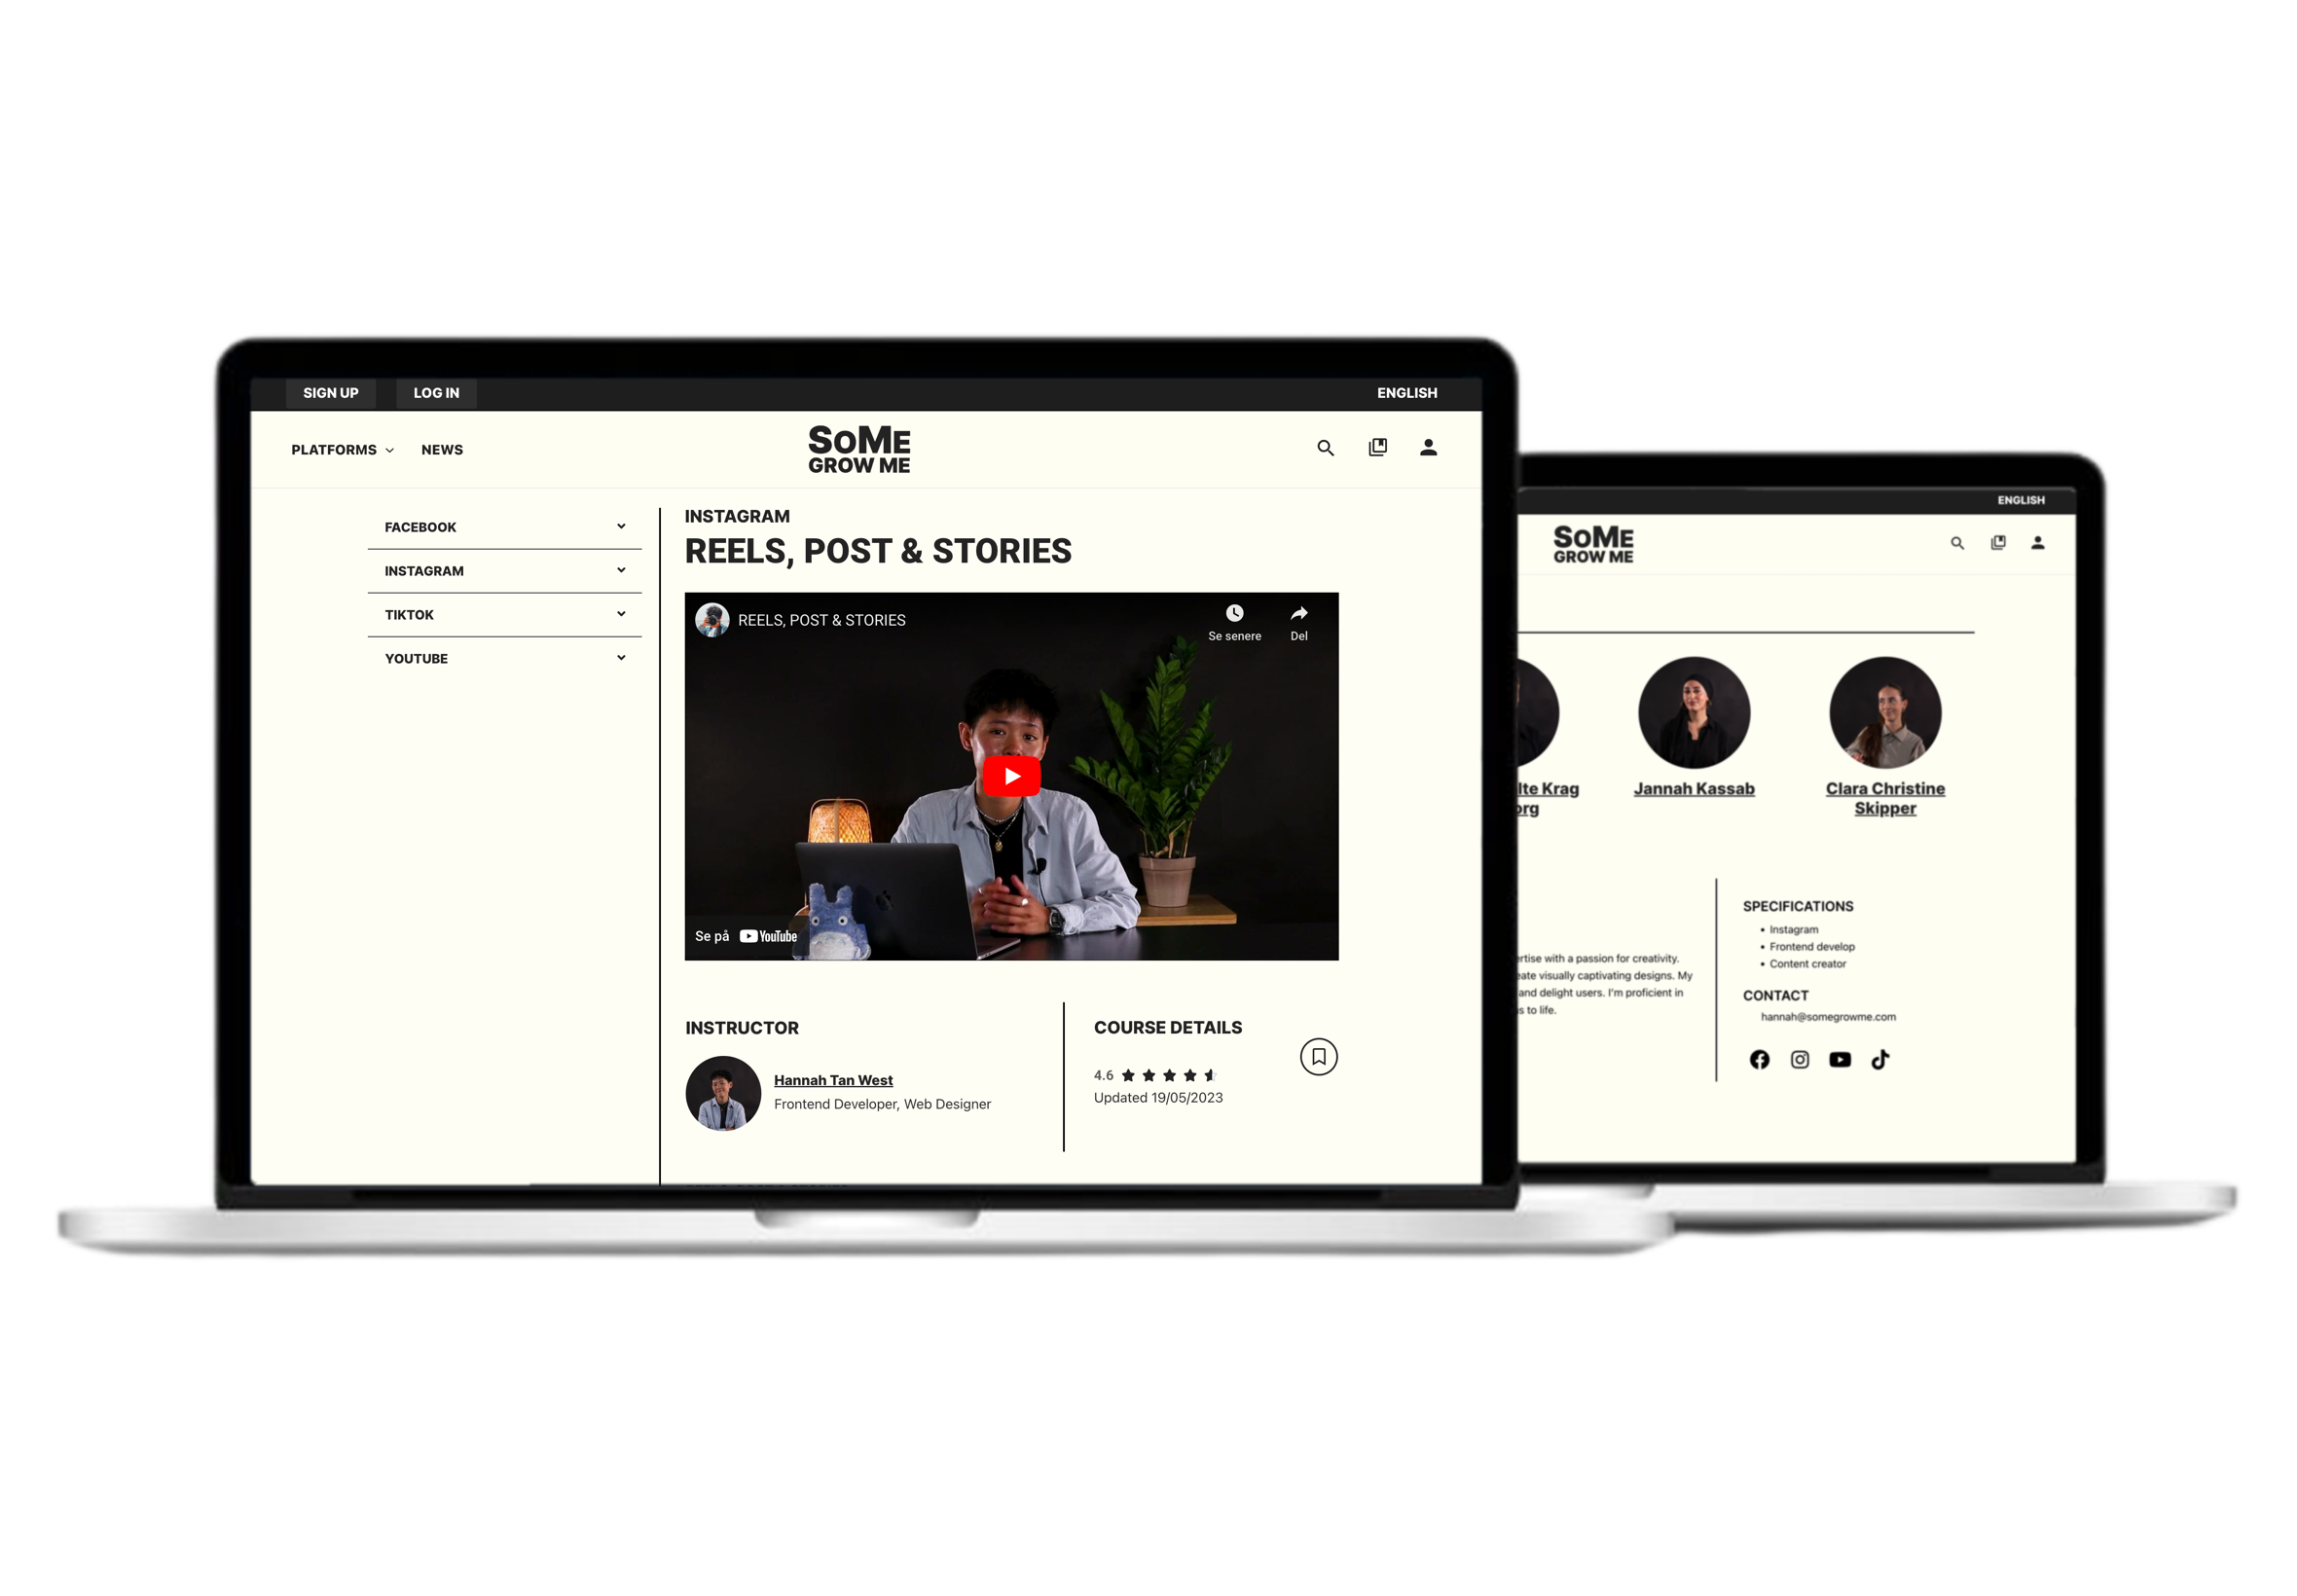 SIGN UP
LOG IN
ENGLISH
PLATFORMS
NEWS
SOME
GROW ME
FACEBOOK
INSTAGRAM
TIKTOK
YOUTUBE
INSTAGRAM
REELS, POST & STORIES
REELS, POST & STORIES
Se senere
Del
Se på
YouTube
INSTRUCTOR
Hannah Tan West
Frontend Developer, Web Designer
COURSE DETAILS
4.6
Updated 19/05/2023
ENGLISH
SOME
GROW ME
Krag
Jannah Kassab
Clara Christine
Skipper
with a passion for creativity.
visually captivating designs. My
and delight users. I'm proficient in
to life.
SPECIFICATIONS
• Instagram
• Frontend develop
• Content creator
CONTACT
hannah@somegrowme.com